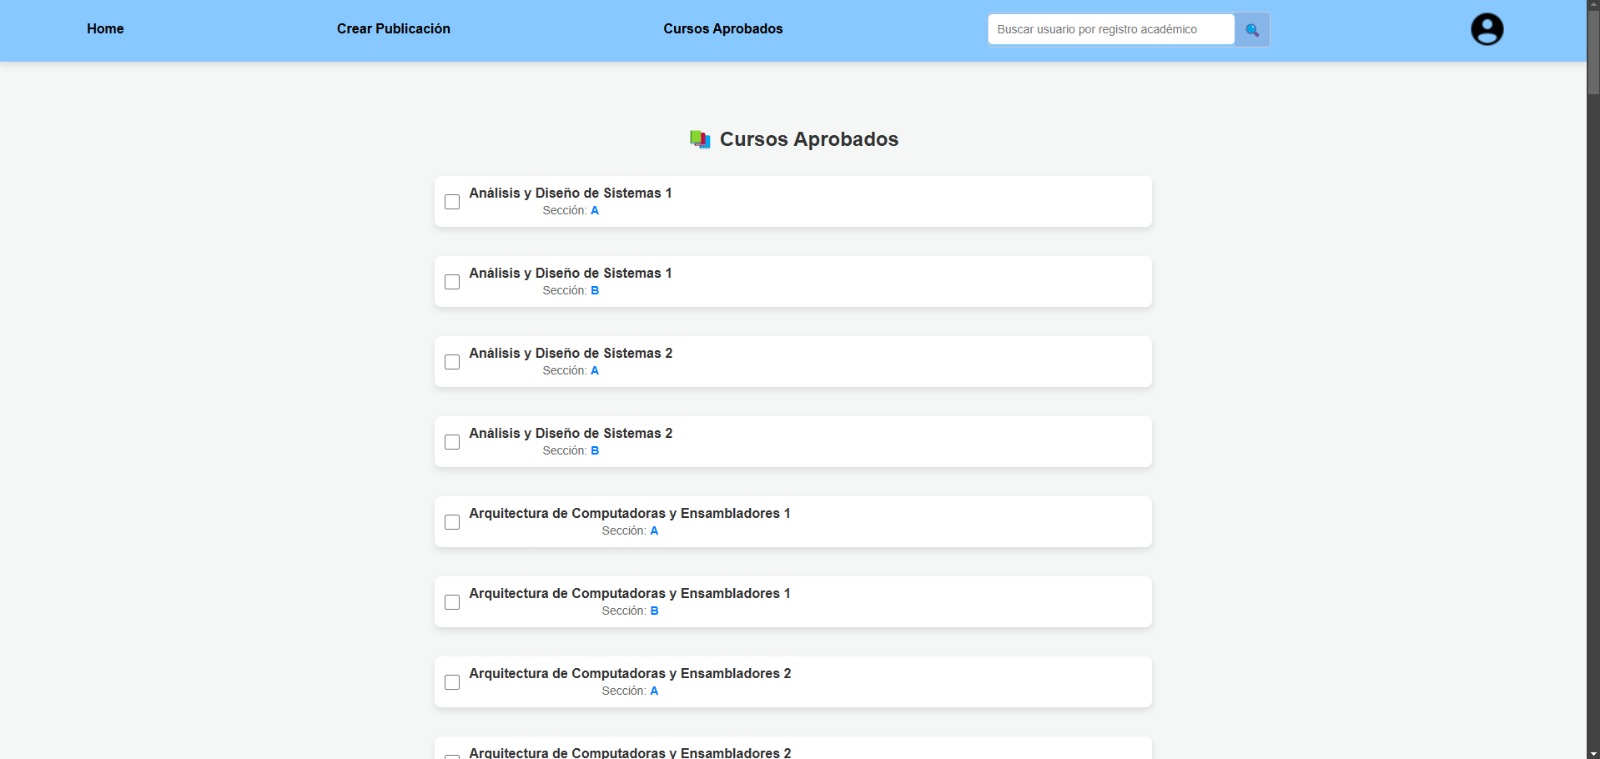 Home
Crear Publicación
Cursos Aprobados
Buscar usuario por registro académico
Cursos Aprobados
Análisis y Diseño de Sistemas 1
Sección: A
Análisis y Diseño de Sistemas 1
Sección: B
Análisis y Diseño de Sistemas 2
Sección: A
Análisis y Diseño de Sistemas 2
Sección: B
Arquitectura de Computadoras y Ensambladores 1
Sección: A
Arquitectura de Computadoras y Ensambladores 1
Sección: B
Arquitectura de Computadoras y Ensambladores 2
Sección: A
Arquitectura de Computadoras y Ensambladores 2